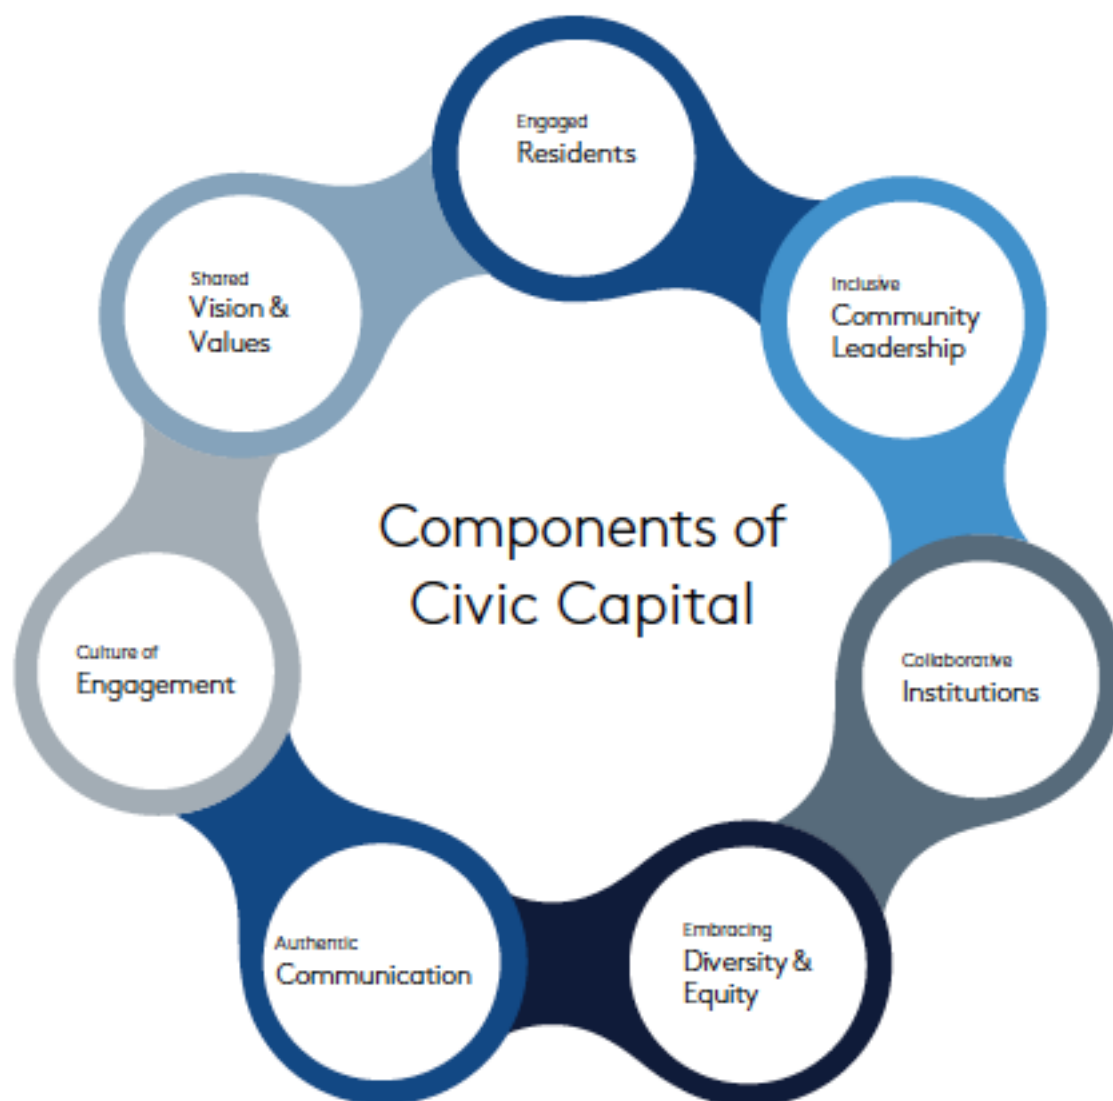 Engaged
Residents
Inclusive
Community
Leadership
Collaborative
Institutions
Embracing
Diversity &
Equity
Authentic
Communication
Culture of
Engagement
Shared
Vision &
Values
Components of
Civic Capital